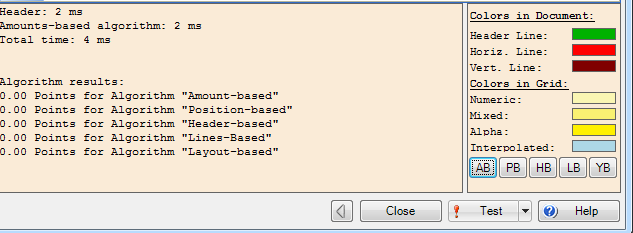 Header: 2 ms
Amounts-based algorithm: 2 ms
Total time: 4 ms
Algorithm results:
0.00 Points for Algorithm "Amount-based"
0.00 Points for Algorithm "Position-based"
0.00 Points for Algorithm "Header-based"
0.00 Points for Algorithm "Lines-Based"
0.00 Points for Algorithm "Layout-based"
Colors in Document:
Header Line:
Horiz. Line:
Vert. Line:
Colors in Grid:
Numeric:
Mixed:
Alpha:
Interpolated:
AB PB HB LB YB
Close Test Help